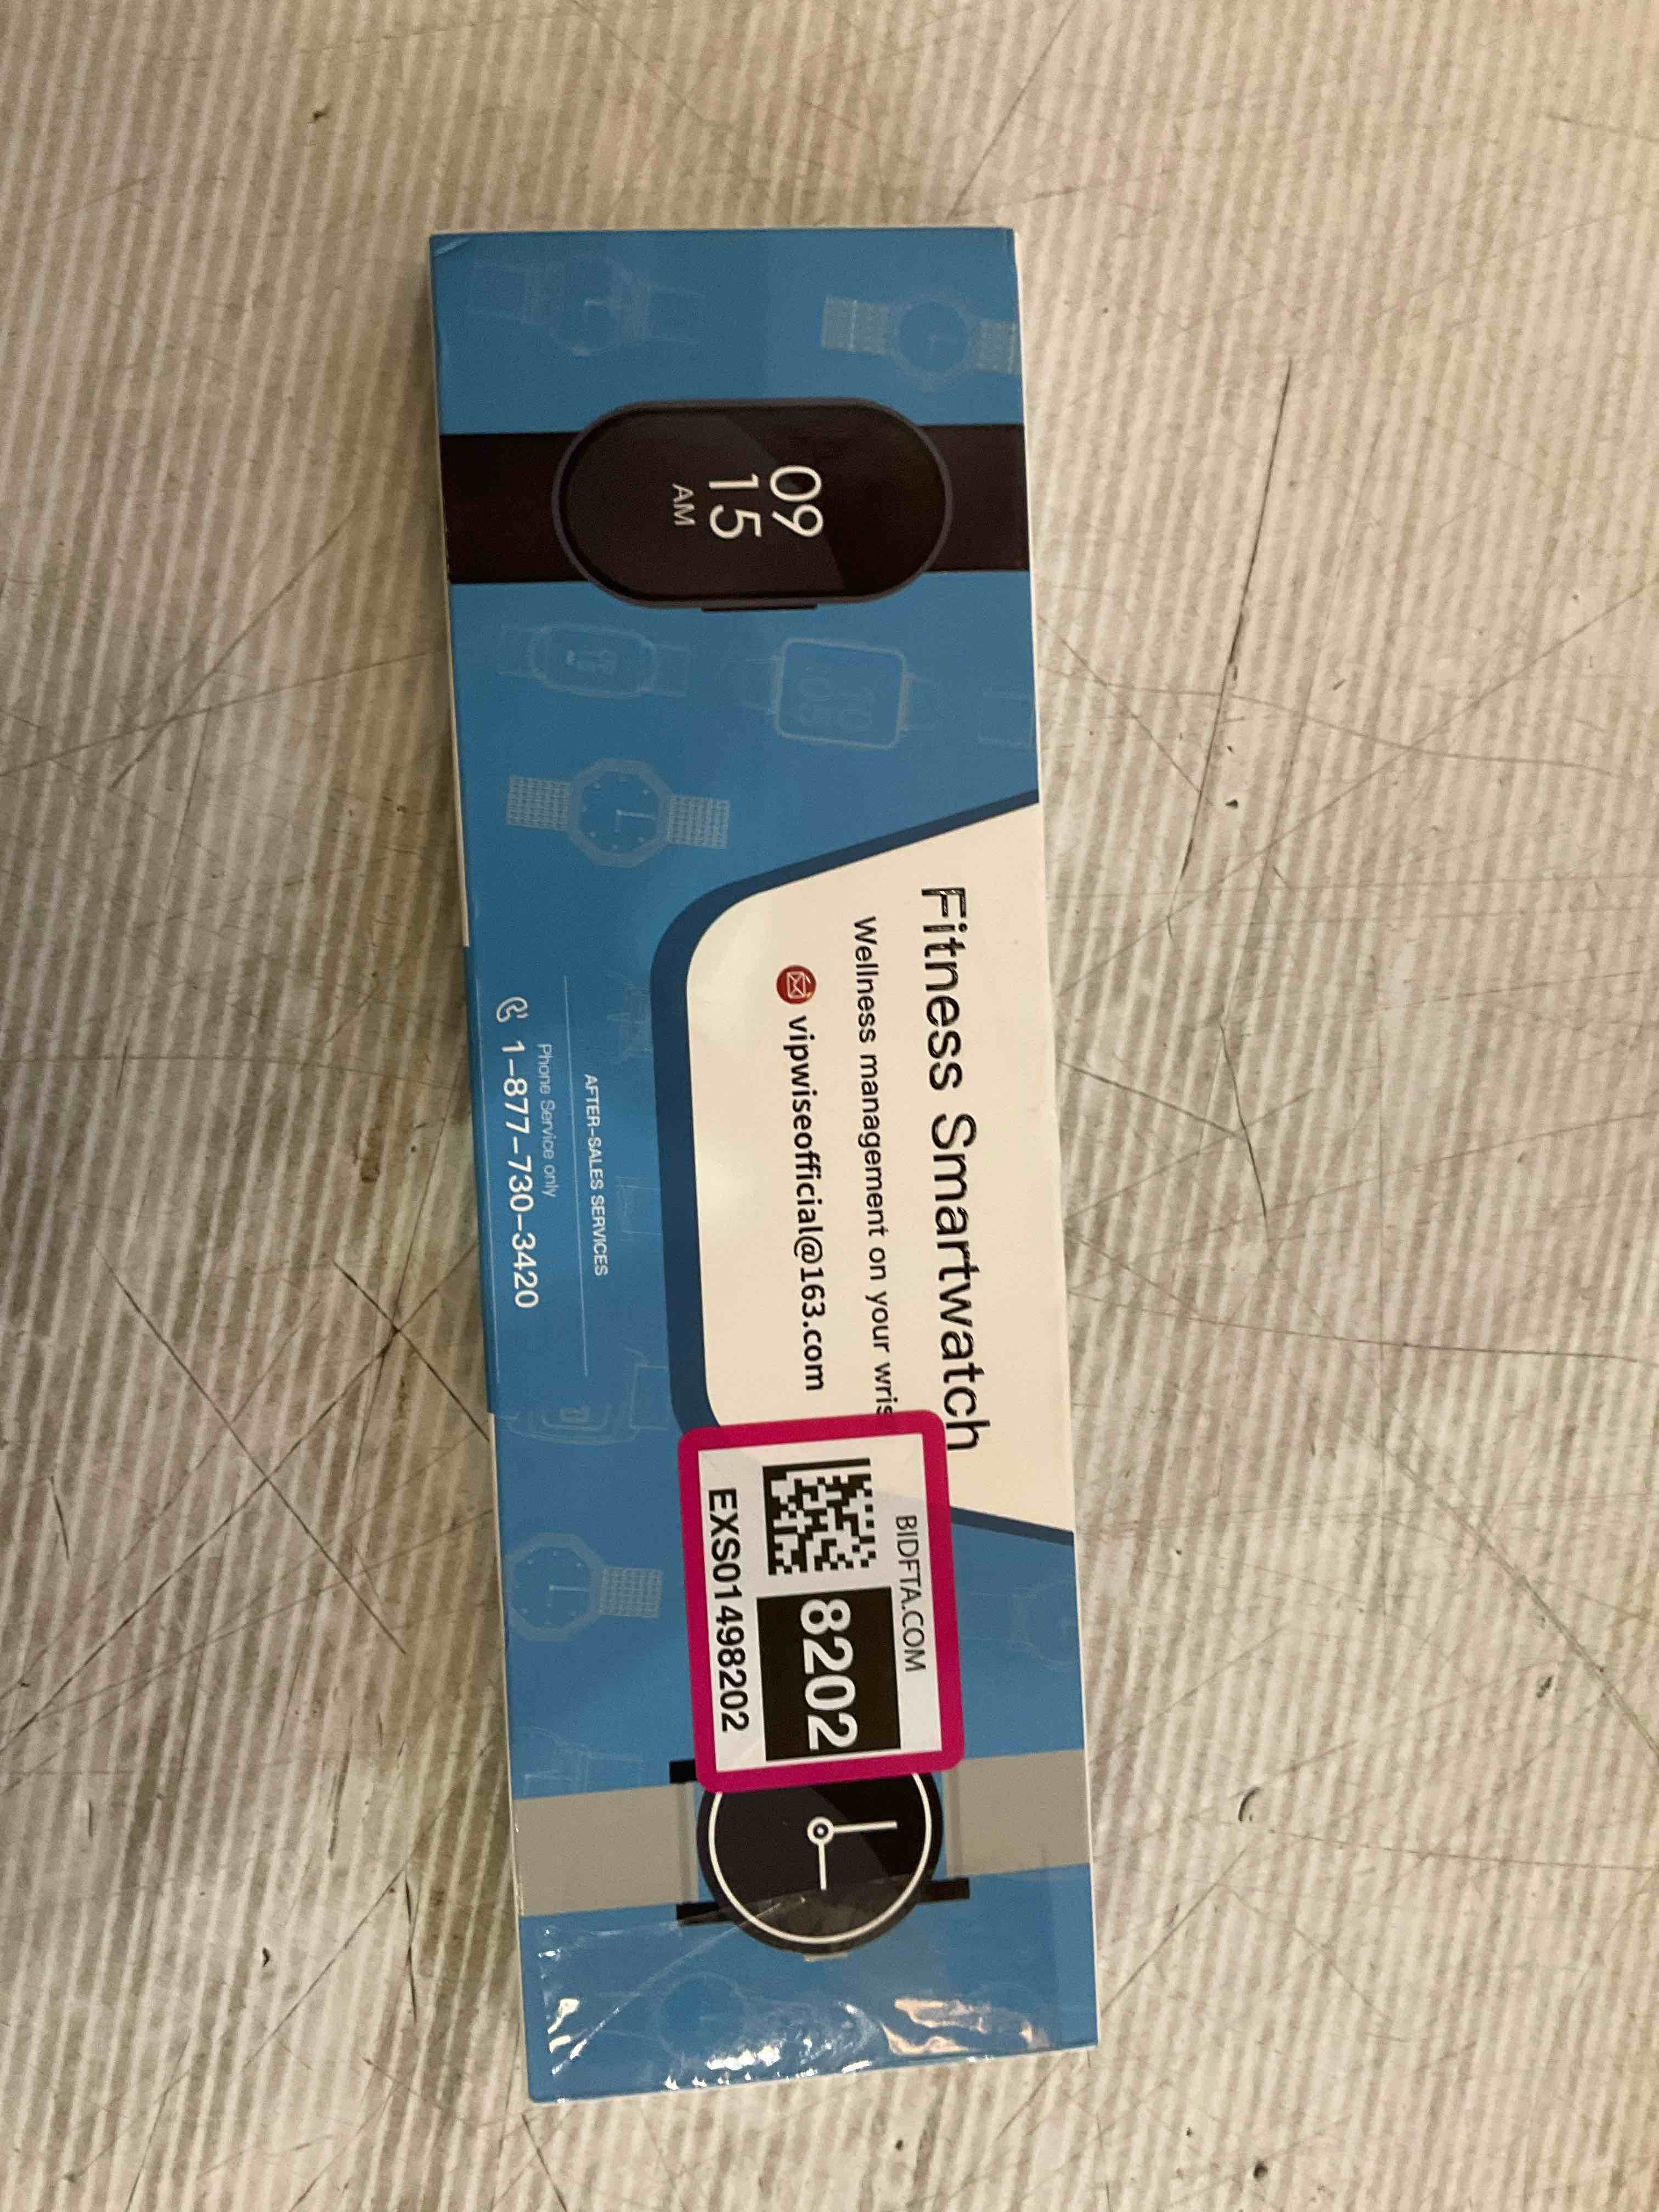 09
15
AM
Fitness Smartwatch
Wellness management on your wris
vipwiseofficial@163.com
AFTER-SALES SERVICES
Phone Service only
1-877-730-3420
BIDFTA.COM
8202
EXS01498202